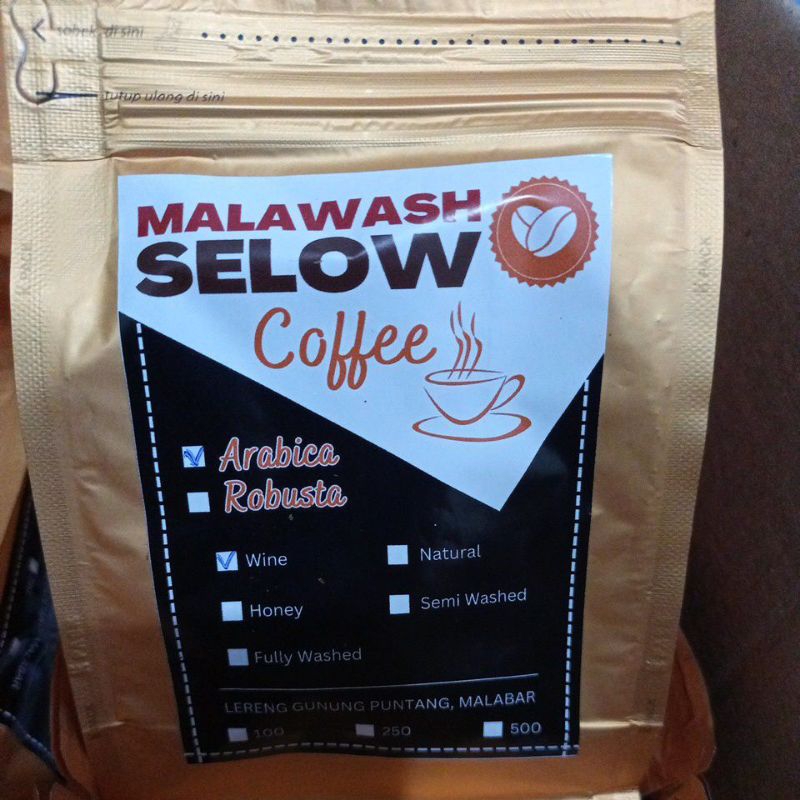 sobek di sini
tutup ulang di sini
MALAWASH
SELOW
Coffee
Arabica
Robusta
Wine
Natural
Honey
Semi Washed
Fully Washed
LERENG GUNUNG PUNTANG, MALABAR
100 250 500